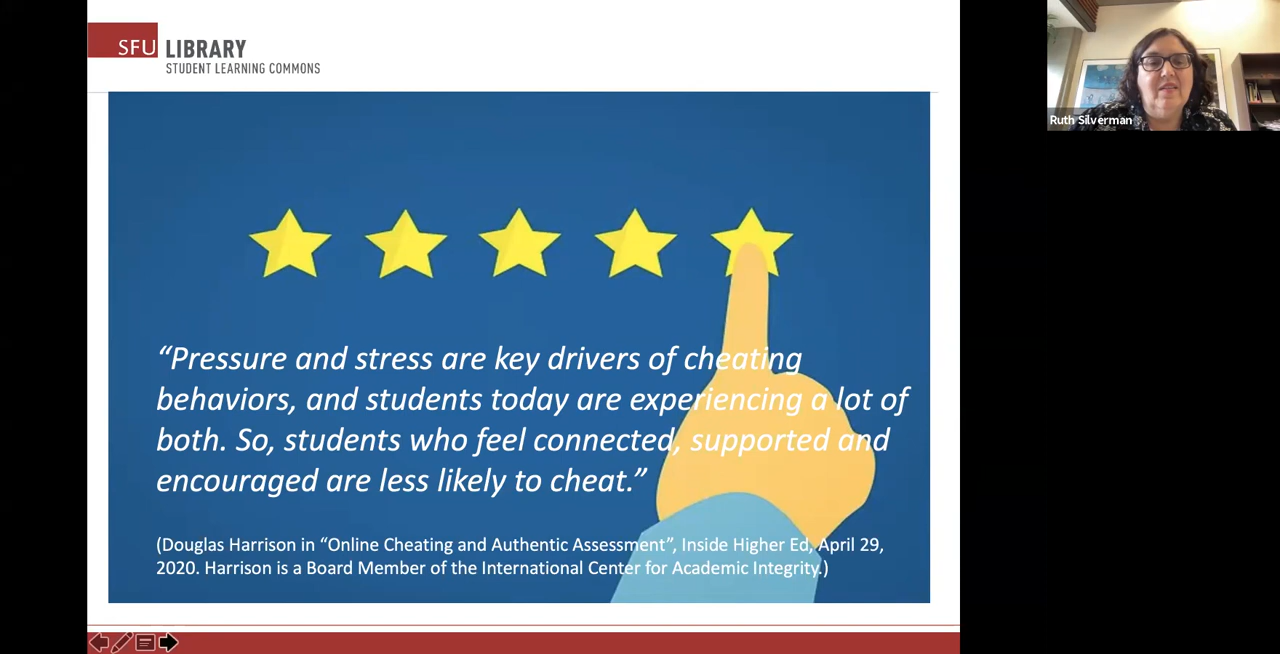 SFU LIBRARY
STUDENT LEARNING COMMONS
Ruth Silverman
“Pressure and stress are key drivers of cheating
behaviors, and students today are experiencing a lot of
both. So, students who feel connected, supported and
encouraged are less likely to cheat.”
(Douglas Harrison in “Online Cheating and Authentic Assessment”, Inside Higher Ed, April 29,
2020. Harrison is a Board Member of the International Center for Academic Integrity.)